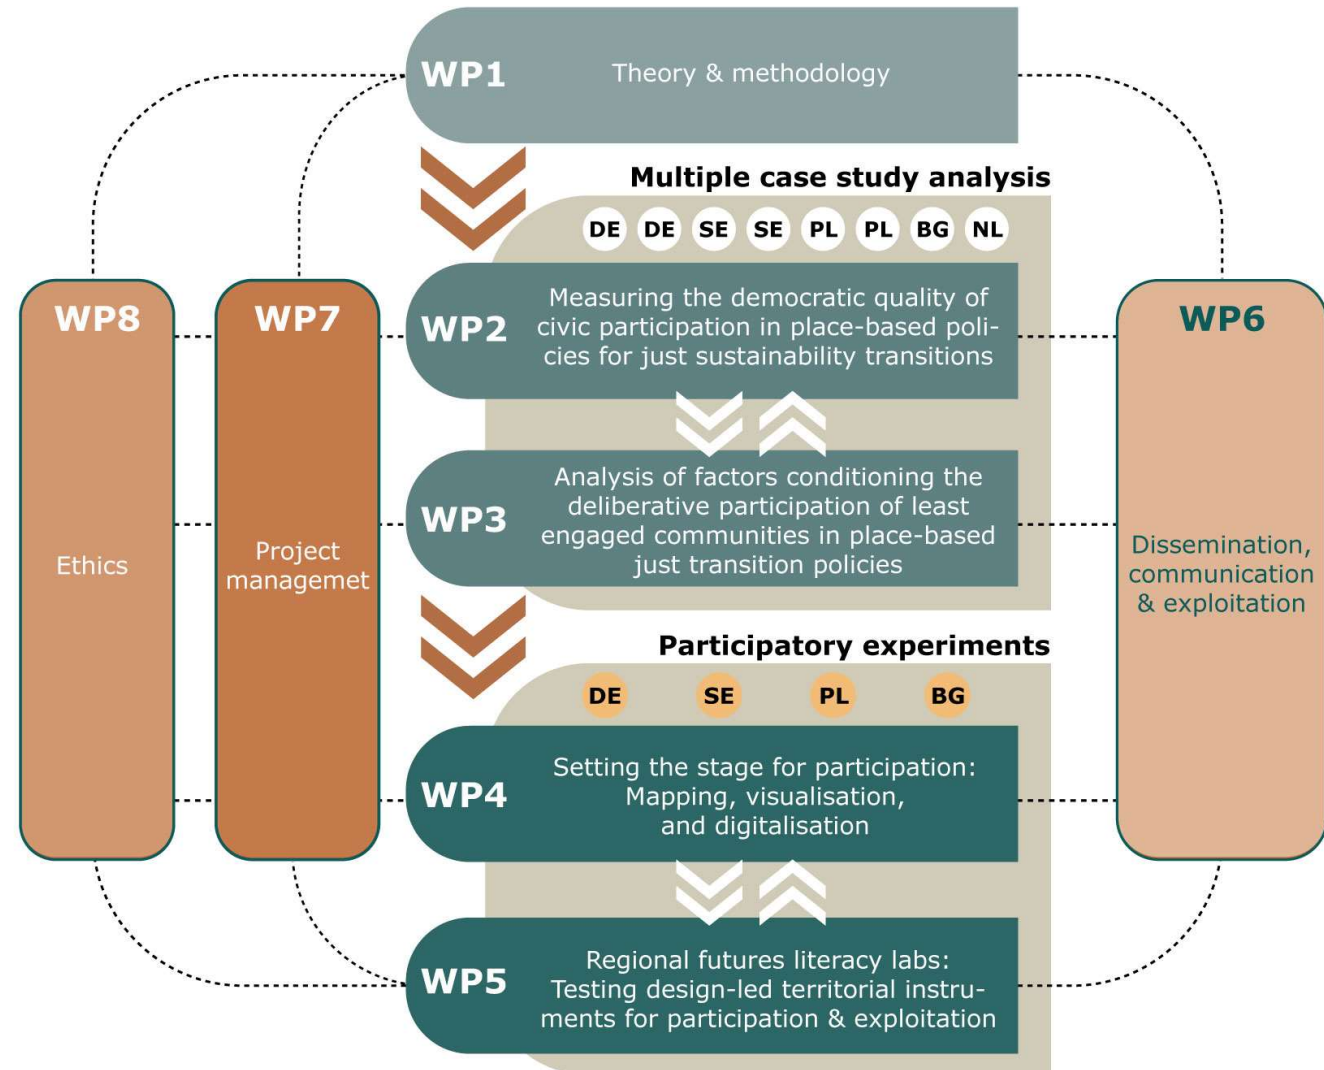 WP1
Theory & methodology
Multiple case study analysis
DE DE SE SE PL PL BG NL
WP8
WP7
WP2
Measuring the democratic quality of
civic participation in place-based poli-
cies for just sustainability transitions
WP6
WP3
Analysis of factors conditioning the
deliberative participation of least
engaged communities in place-based
just transition policies
Ethics
Project
managemet
Dissemination,
communication
& exploitation
Participatory experiments
DE SE PL BG
WP4
Setting the stage for participation:
Mapping, visualisation,
and digitalisation
WP5
Regional futures literacy labs:
Testing design-led territorial instru-
ments for participation & exploitation